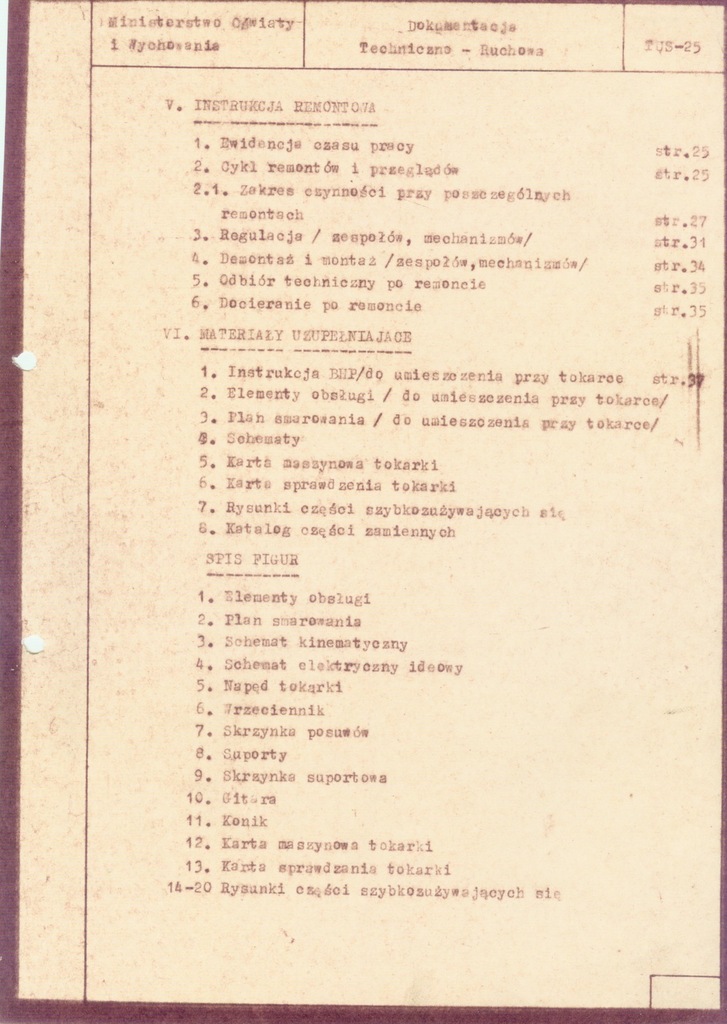 Ministerstwo Oświaty
i Wychowania
Dokumentacja
Techniczno - Ruchowa
TUS-25
V. INSTRUKCJA REMONTOWA
1. Ewidencja czasu pracy str.25
2. Cykl remontów i przeglądów str.25
2.1. Zakres czynności przy poszczególnych
remontach str.27
3. Regulacja / zespołów, mechanizmów/ str.31
4. Demontaż i montaż /zespołów,mechanizmów/ str.34
5. Odbiór techniczny po remoncie str.35
6. Docieranie po remoncie str.35
VI. MATERIAŁY UZUPEŁNIAJACE
1. Instrukcja BHP/do umieszczenia przy tokarce str.37
2. Elementy obsługi / do umieszczenia przy tokarce/
3. Plan smarowania / do umieszczenia przy tokarce/
4. Schematy
5. Karta maszynowa tokarki
6. Karta sprawdzenia tokarki
7. Rysunki części szybkozużywających się
8. Katalog części zamiennych
SPIS FIGUR
1. Elementy obsługi
2. Plan smarowania
3. Schemat kinematyczny
4. Schemat elektryczny ideowy
5. Napęd tokarki
6. Wrzeciennik
7. Skrzynka posuwów
8. Suporty
9. Skrzynka suportowa
10. Gitara
11. Konik
12. Karta maszynowa tokarki
13. Karta sprawdzania tokarki
14-20 Rysunki części szybkozużywających się